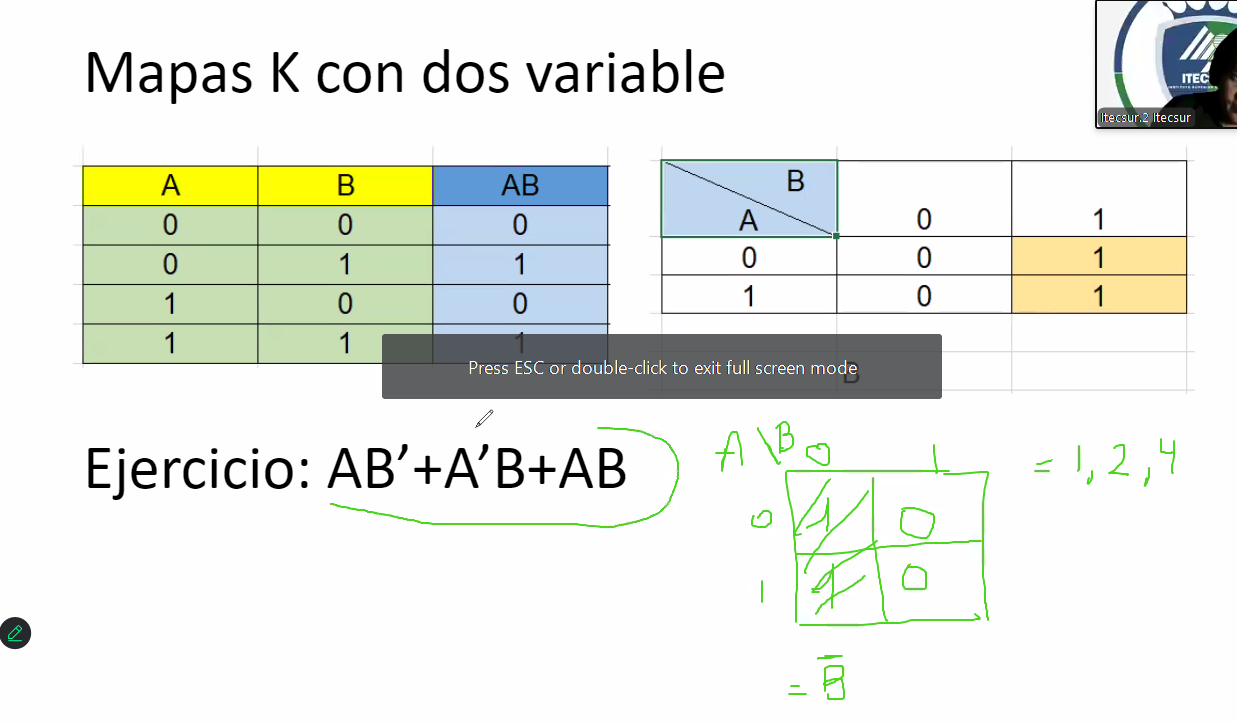 Mapas K con dos variable
ITEC
Itecsur.2 Itecsur
A B AB
0 0 0
0 1 1
1 0 0
1 1 1
B
A 0 1
0 0 1
1 0 1
B
Press ESC or double-click to exit full screen mode
Ejercicio: AB’+A’B+AB
A \ B 0 1
0 1 0
1 1 0
= 1, 2, 4
= B̅